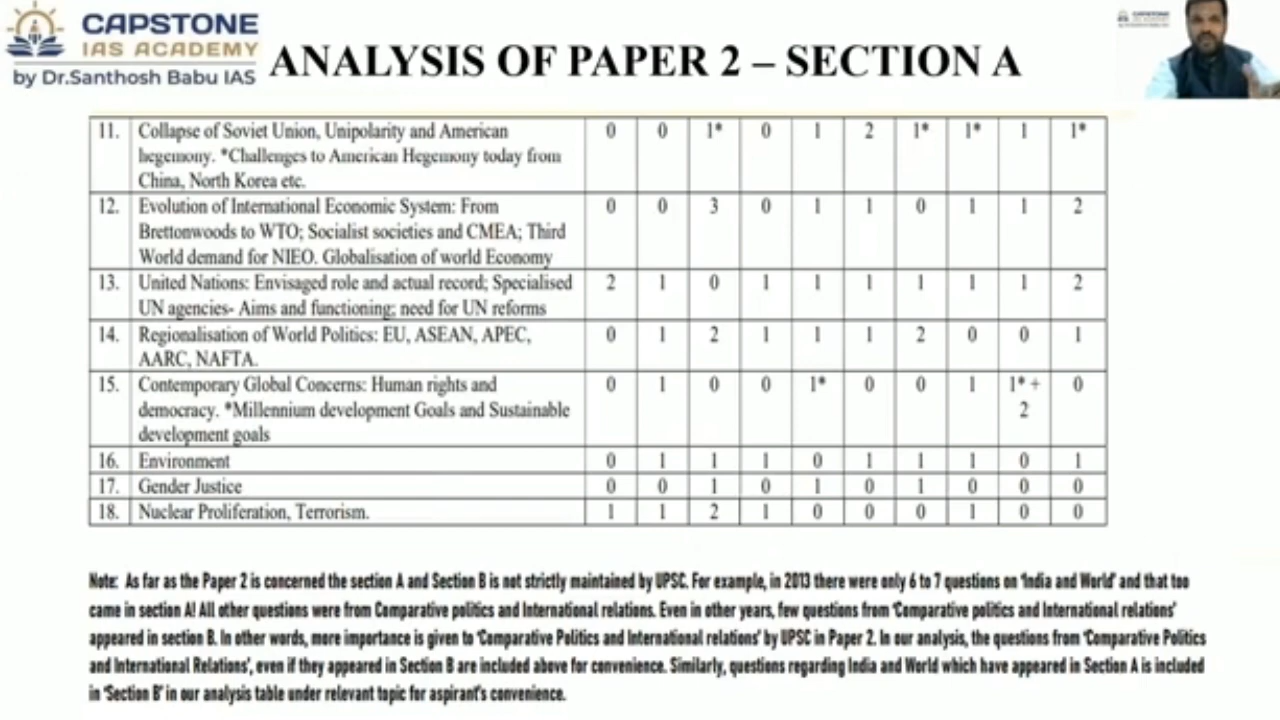 CAPSTONE
IAS ACADEMY
by Dr.Santhosh Babu IAS
ANALYSIS OF PAPER 2 – SECTION A
11. Collapse of Soviet Union, Unipolarity and American 0 0 1* 0 1 2 1* 1* 1 1*
hegemony. *Challenges to American Hegemony today from
China, North Korea etc.
12. Evolution of International Economic System: From 0 0 3 0 1 1 0 1 1 2
Brettonwoods to WTO; Socialist societies and CMEA; Third
World demand for NIEO. Globalisation of world Economy
13. United Nations: Envisaged role and actual record; Specialised 2 1 0 1 1 1 1 1 1 2
UN agencies- Aims and functioning; need for UN reforms
14. Regionalisation of World Politics: EU, ASEAN, APEC, 0 1 2 1 1 1 2 0 0 1
AARC, NAFTA.
15. Contemporary Global Concerns: Human rights and 0 1 0 0 1* 0 0 1 1* + 0
democracy. *Millennium development Goals and Sustainable 2
development goals
16. Environment 0 1 1 1 0 1 1 1 0 1
17. Gender Justice 0 0 1 0 1 0 1 0 0 0
18. Nuclear Proliferation, Terrorism. 1 1 2 1 0 0 0 1 0 0
Note: As far as the Paper 2 is concerned the section A and Section B is not strictly maintained by UPSC. For example, in 2013 there were only 6 to 7 questions on 'India and World' and that too
came in section A! All other questions were from Comparative politics and International relations. Even in other years, few questions from 'Comparative politics and International relations'
appeared in section B. In other words, more importance is given to 'Comparative Politics and International relations' by UPSC in Paper 2. In our analysis, the questions from 'Comparative Politics
and International Relations', even if they appeared in Section B are included above for convenience. Similarly, questions regarding India and World which have appeared in Section A is included
in 'Section B' in our analysis table under relevant topic for aspirant's convenience.